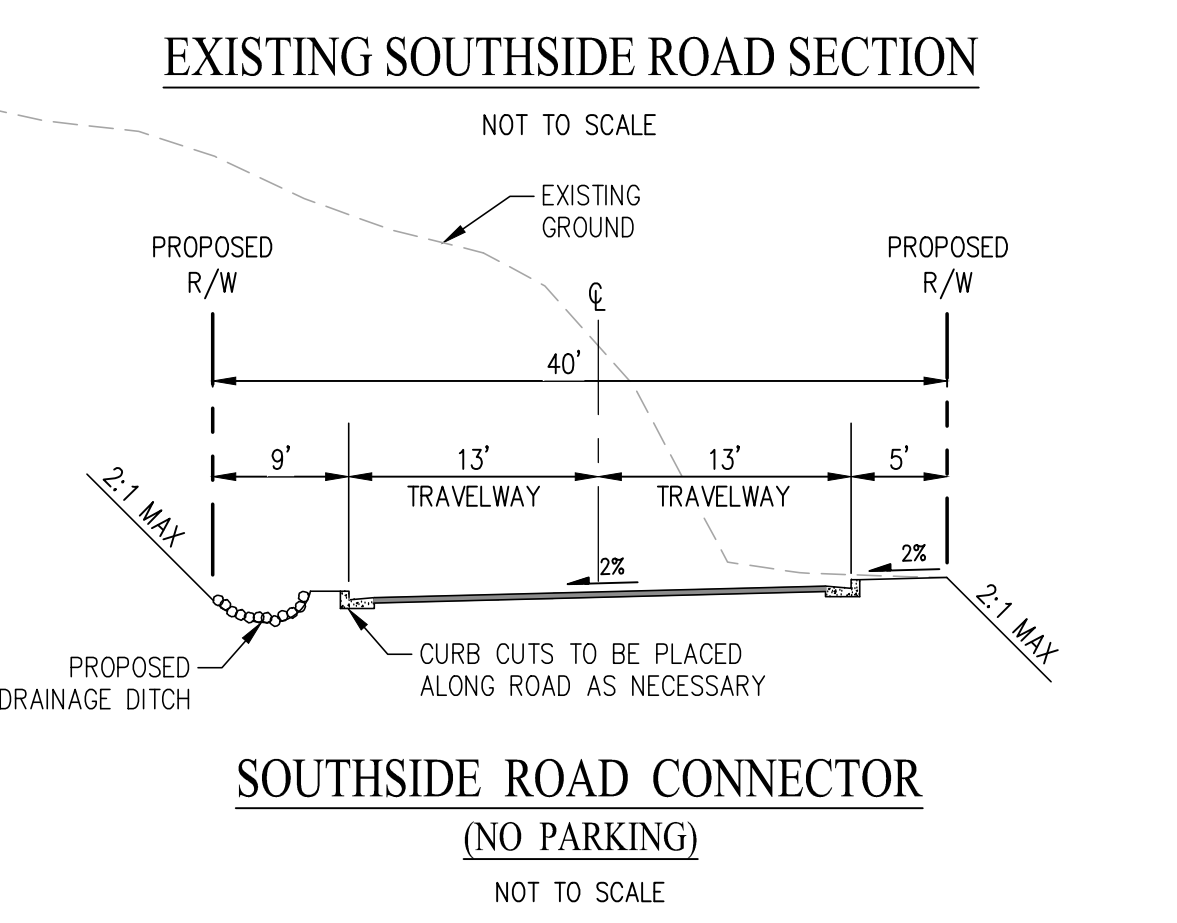 EXISTING SOUTHSIDE ROAD SECTION
NOT TO SCALE
EXISTING
GROUND
PROPOSED
R/W
PROPOSED
R/W
℄
40'
9'
13'
13'
5'
TRAVELWAY
TRAVELWAY
2:1 MAX
2%
2%
2:1 MAX
PROPOSED
DRAINAGE DITCH
CURB CUTS TO BE PLACED
ALONG ROAD AS NECESSARY
SOUTHSIDE ROAD CONNECTOR
(NO PARKING)
NOT TO SCALE